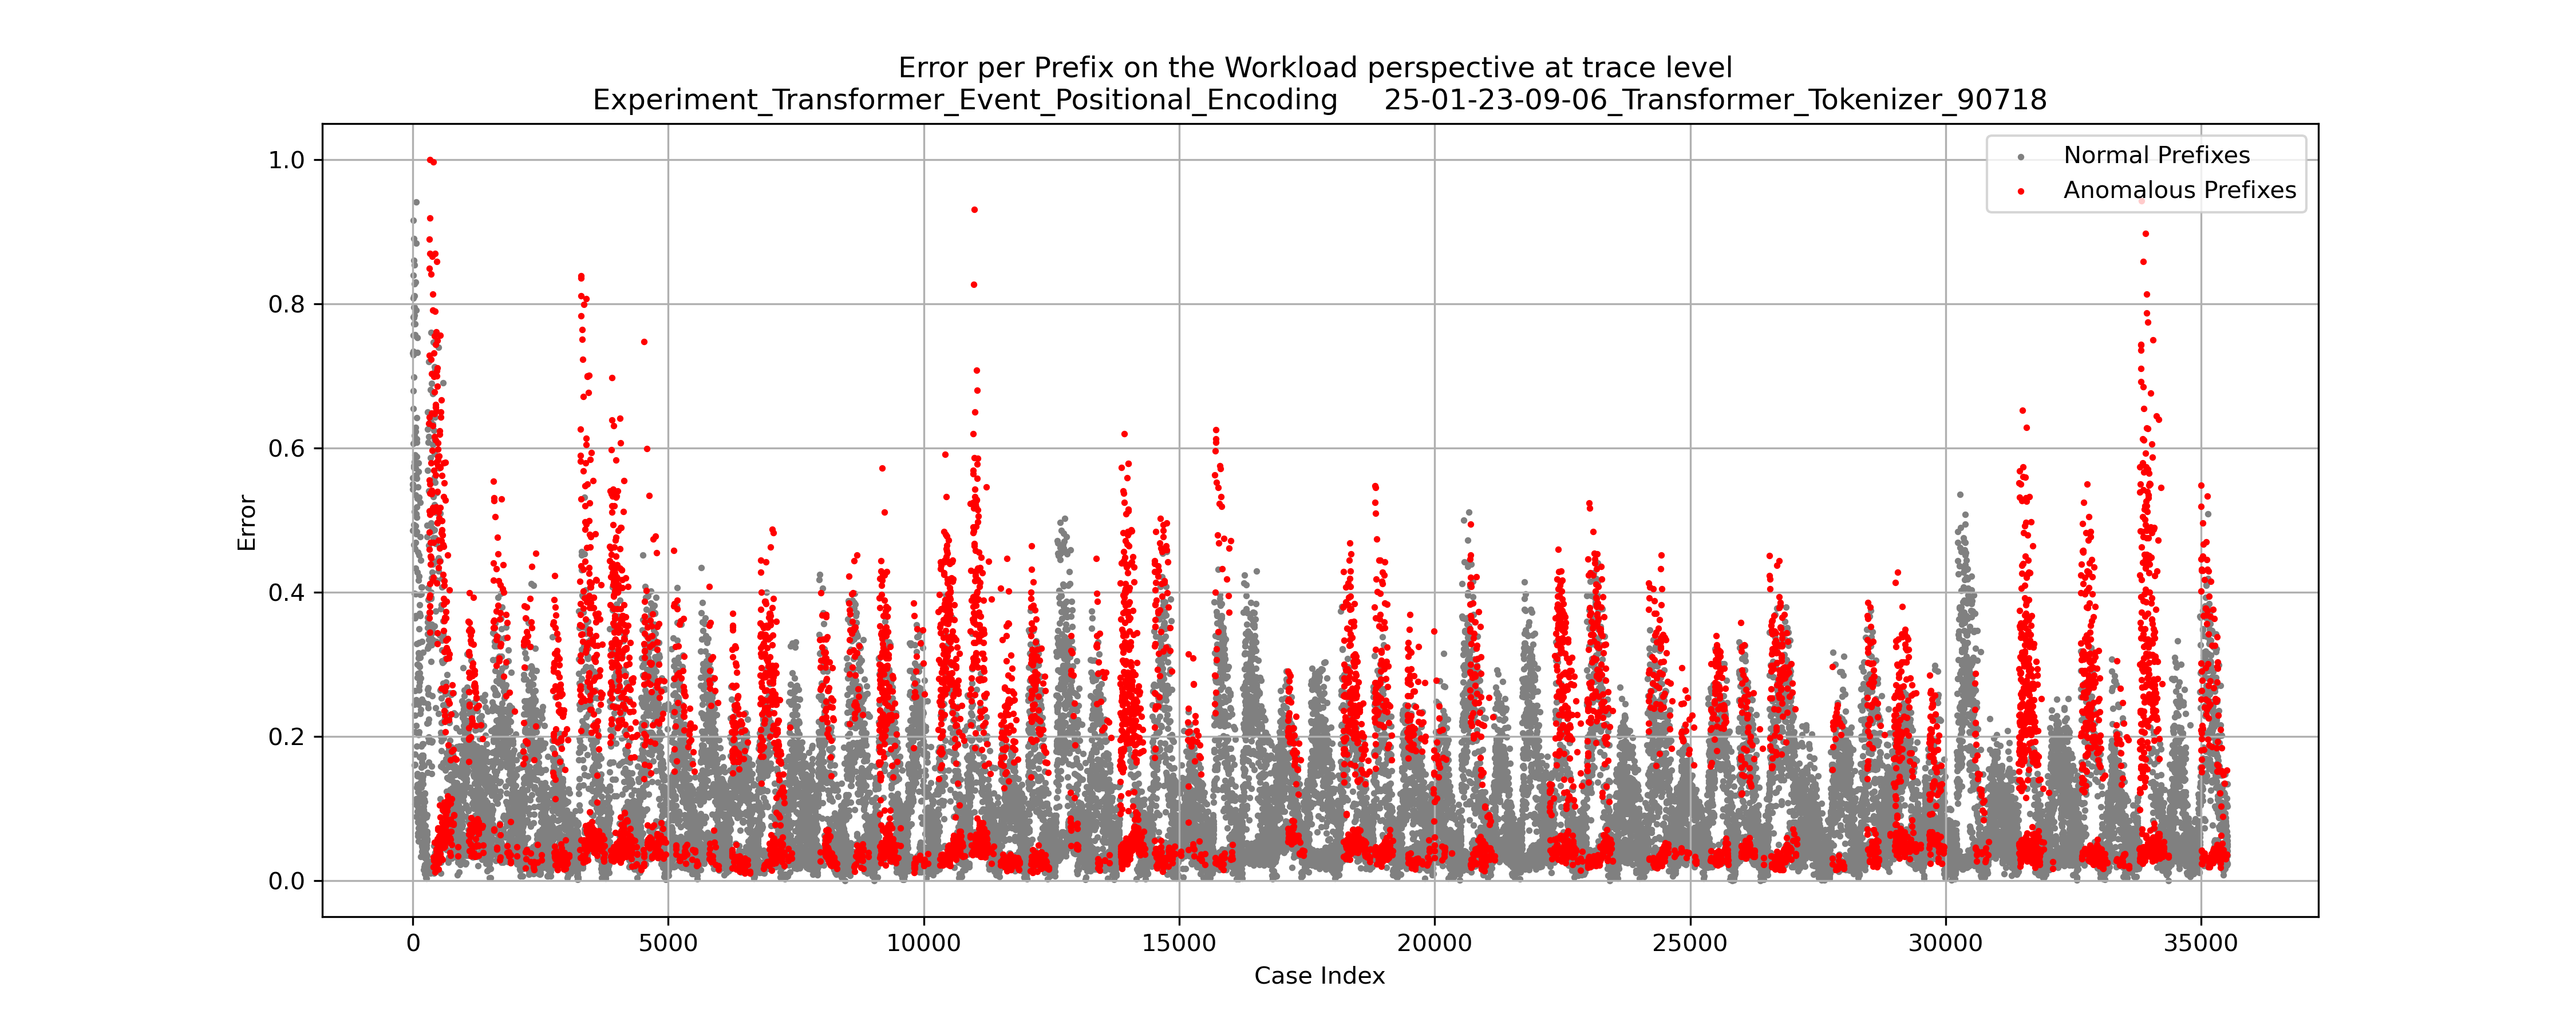 Error per Prefix on the Workload perspective at trace level
Experiment_Transformer_Event_Positional_Encoding 25-01-23-09-06_Transformer_Tokenizer_90718
Normal Prefixes
Anomalous Prefixes
Error
1.0
0.8
0.6
0.4
0.2
0.0
0 5000 10000 15000 20000 25000 30000 35000
Case Index